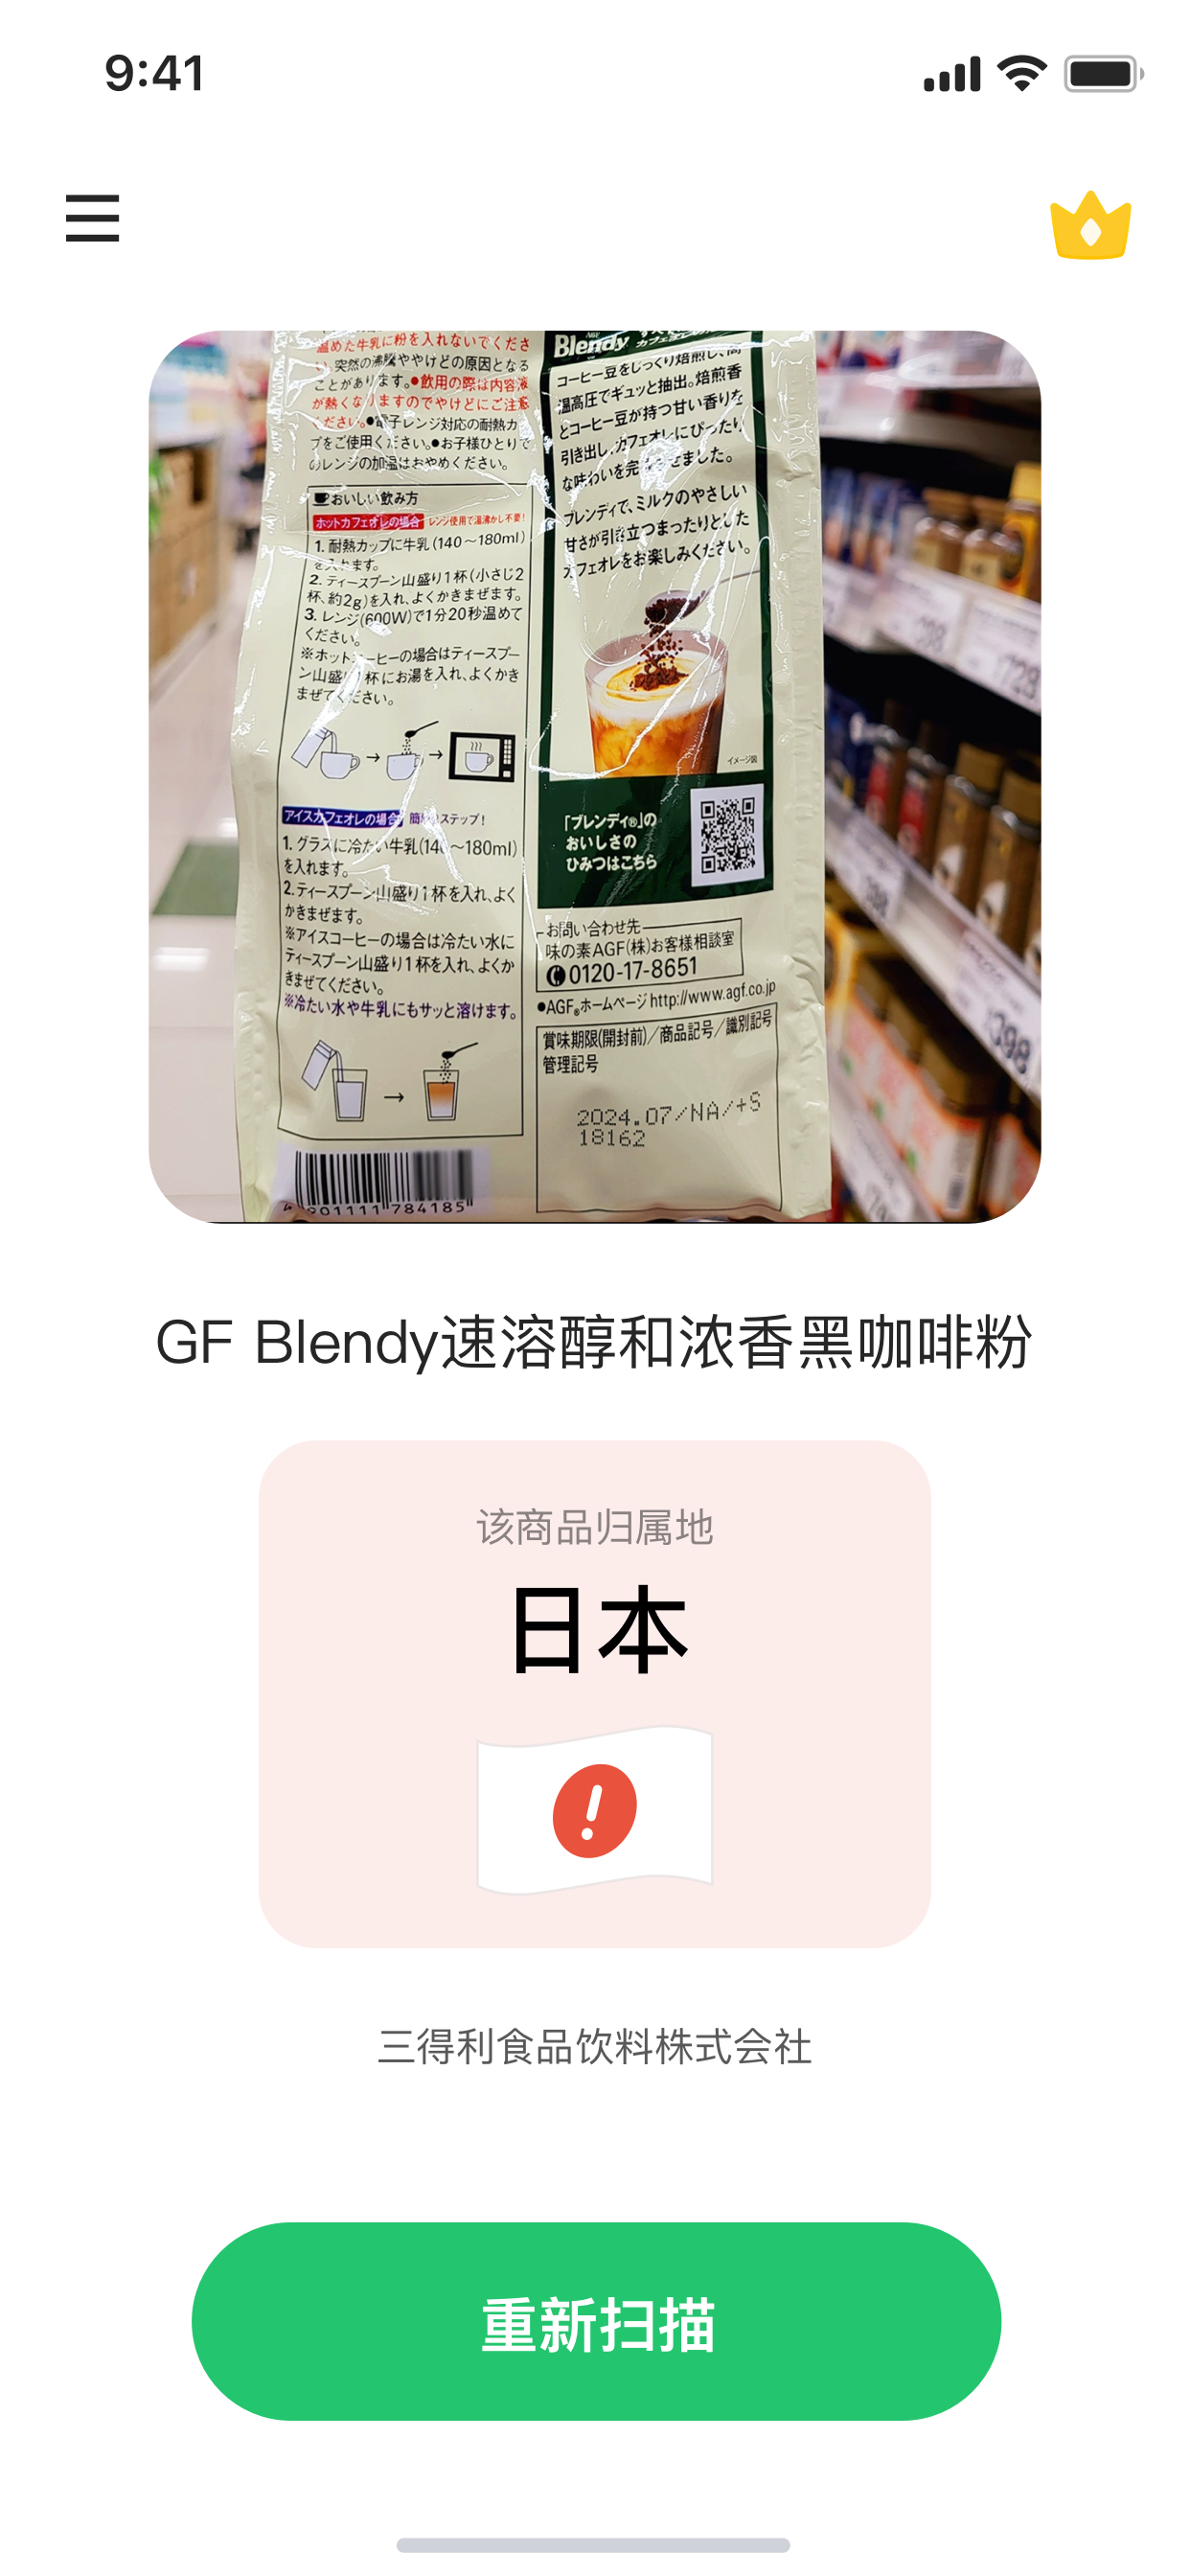 9:41
温めた牛乳に粉を入れないでくださ
い。突然の沸騰ややけどの原因となる
ことがあります。●飲用の際は内容液
が熱くなりますのでやけどにご注意
ください。●電子レンジ対応の耐熱カッ
プをご使用ください。●お子様ひとりで
のレンジの加温はおやめください。
おいしい飲み方
ホットカフェオレの場合 レンジ使用で湯沸かし不要!
1. 耐熱カップに牛乳(140〜180ml)
を入れます。
2. ティースプーン山盛り1杯(小さじ2
杯、約2g)を入れ、よくかきまぜます。
3. レンジ(600W)で1分20秒温めて
ください。
※ホットコーヒーの場合はティースプー
ン山盛り1杯にお湯を入れ、よくかき
まぜてください。
アイスカフェオレの場合 簡単2ステップ!
1. グラスに冷たい牛乳(140〜180ml)
を入れます。
2. ティースプーン山盛り1杯を入れ、よく
かきまぜます。
※アイスコーヒーの場合は冷たい水に
ティースプーン山盛り1杯を入れ、よくか
きまぜてください。
※冷たい水や牛乳にもサッと溶けます。
4 901111 784185
Blendy
コーヒー豆をじっくり焙煎し、高
温高圧でギュッと抽出。焙煎香
とコーヒー豆が持つ甘い香りを
引き出し、カフェオレにぴったり
な味わいを完成させました。
ブレンディで、ミルクのやさしい
甘さが引き立つまったりとした
カフェオレをお楽しみください。
イメージ図
「ブレンディ®」の
おいしさの
ひみつはこちら
お問い合わせ先
味の素AGF(株)お客様相談室
0120-17-8651
●AGF®ホームページ http://www.agf.co.jp
賞味期限(開封前)/商品記号/識別記号
管理記号
2024.07/NA/+S
18162
GF Blendy速溶醇和浓香黑咖啡粉
该商品归属地
日本
!
三得利食品饮料株式会社
重新扫描